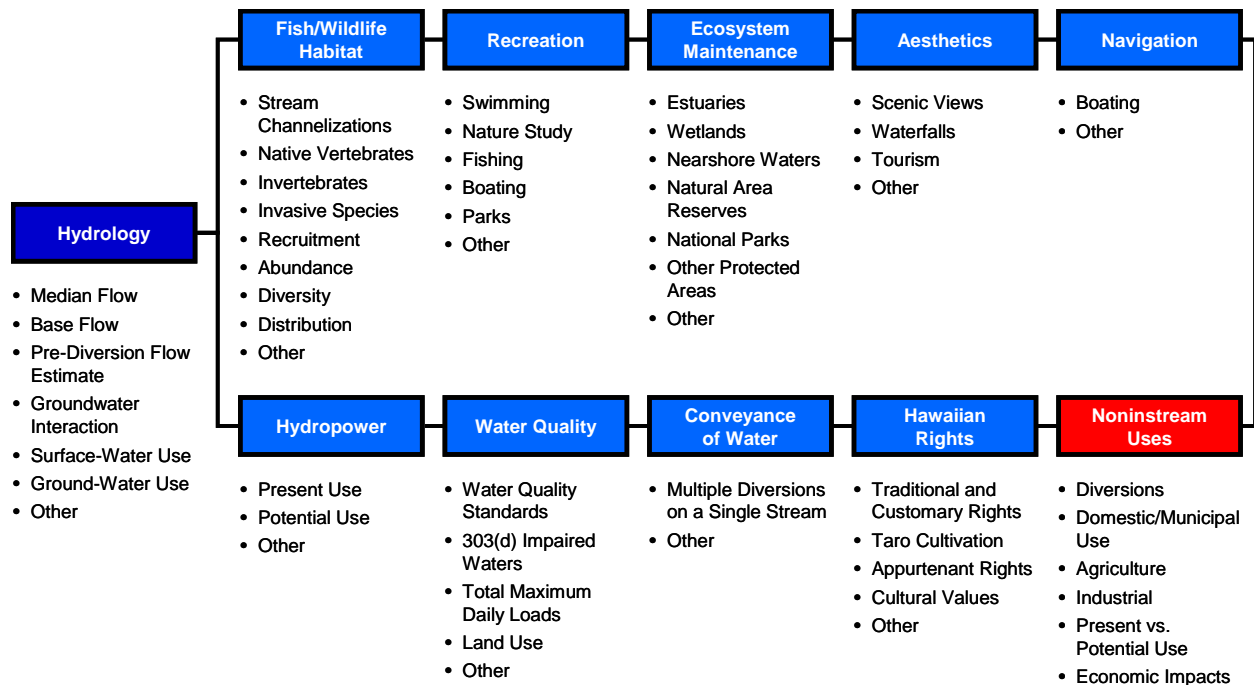 Fish/Wildlife
Habitat
• Stream
Channelizations
• Native Vertebrates
• Invertebrates
• Invasive Species
• Recruitment
• Abundance
• Diversity
• Distribution
• Other
Recreation
• Swimming
• Nature Study
• Fishing
• Boating
• Parks
• Other
Ecosystem
Maintenance
• Estuaries
• Wetlands
• Nearshore Waters
• Natural Area
Reserves
• National Parks
• Other Protected
Areas
• Other
Aesthetics
• Scenic Views
• Waterfalls
• Tourism
• Other
Navigation
• Boating
• Other
Hydrology
• Median Flow
• Base Flow
• Pre-Diversion Flow
Estimate
• Groundwater
Interaction
• Surface-Water Use
• Ground-Water Use
• Other
Hydropower
• Present Use
• Potential Use
• Other
Water Quality
• Water Quality
Standards
• 303(d) Impaired
Waters
• Total Maximum
Daily Loads
• Land Use
• Other
Conveyance
of Water
• Multiple Diversions
on a Single Stream
• Other
Hawaiian
Rights
• Traditional and
Customary Rights
• Taro Cultivation
• Appurtenant Rights
• Cultural Values
• Other
Noninstream
Uses
• Diversions
• Domestic/Municipal
Use
• Agriculture
• Industrial
• Present vs.
Potential Use
• Economic Impacts